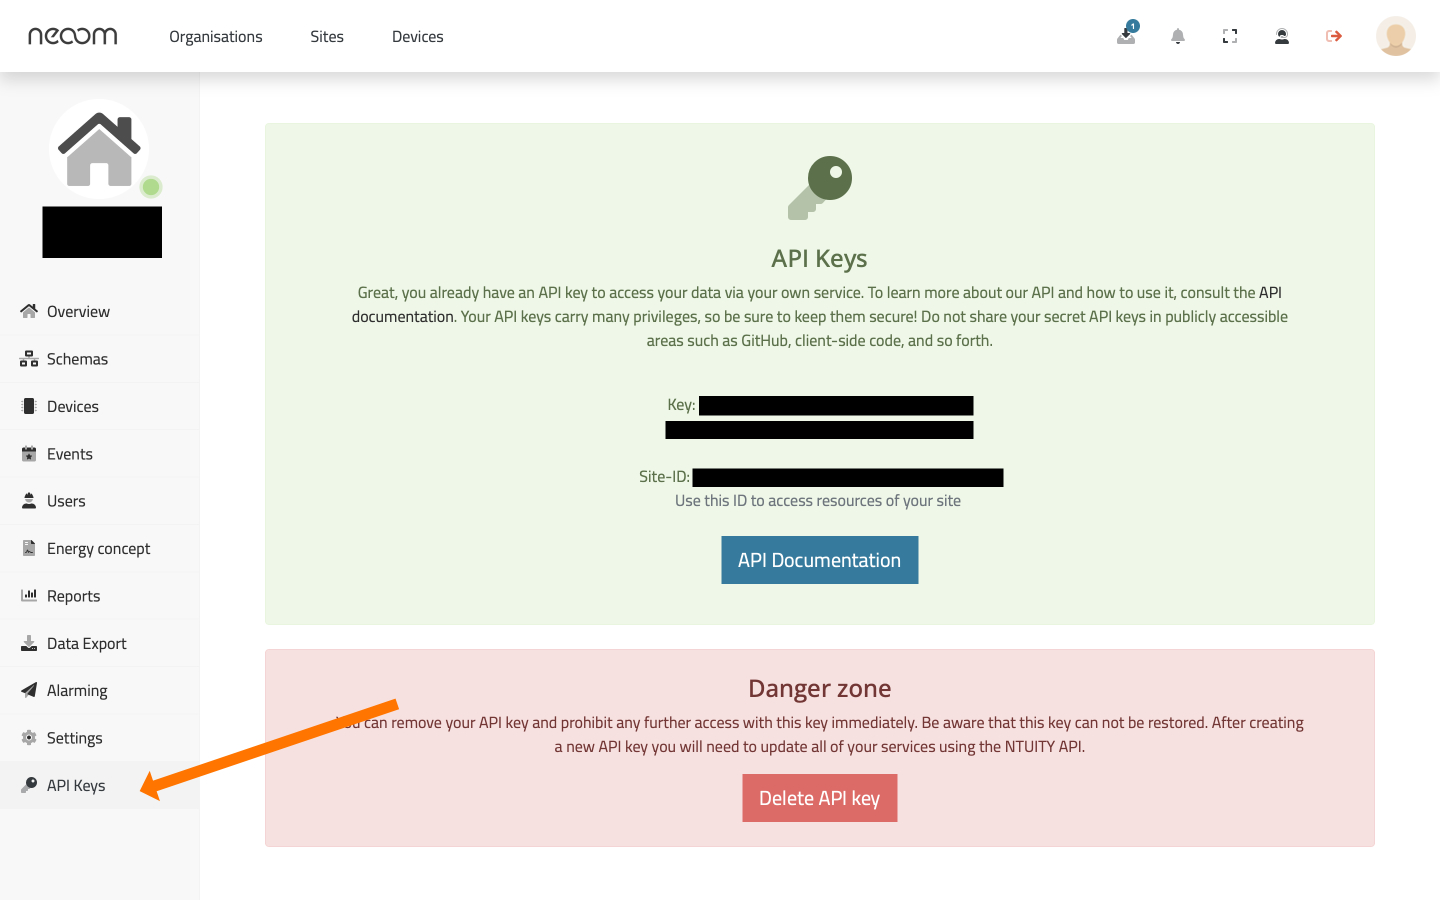 neoom
Organisations Sites Devices
1
Overview
Schemas
Devices
Events
Users
Energy concept
Reports
Data Export
Alarming
Settings
API Keys
API Keys
Great, you already have an API key to access your data via your own service. To learn more about our API and how to use it, consult the API
documentation. Your API keys carry many privileges, so be sure to keep them secure! Do not share your secret API keys in publicly accessible
areas such as GitHub, client-side code, and so forth.
Key:
Site-ID:
Use this ID to access resources of your site
API Documentation
Danger zone
can remove your API key and prohibit any further access with this key immediately. Be aware that this key can not be restored. After creating
a new API key you will need to update all of your services using the NTUITY API.
Delete API key